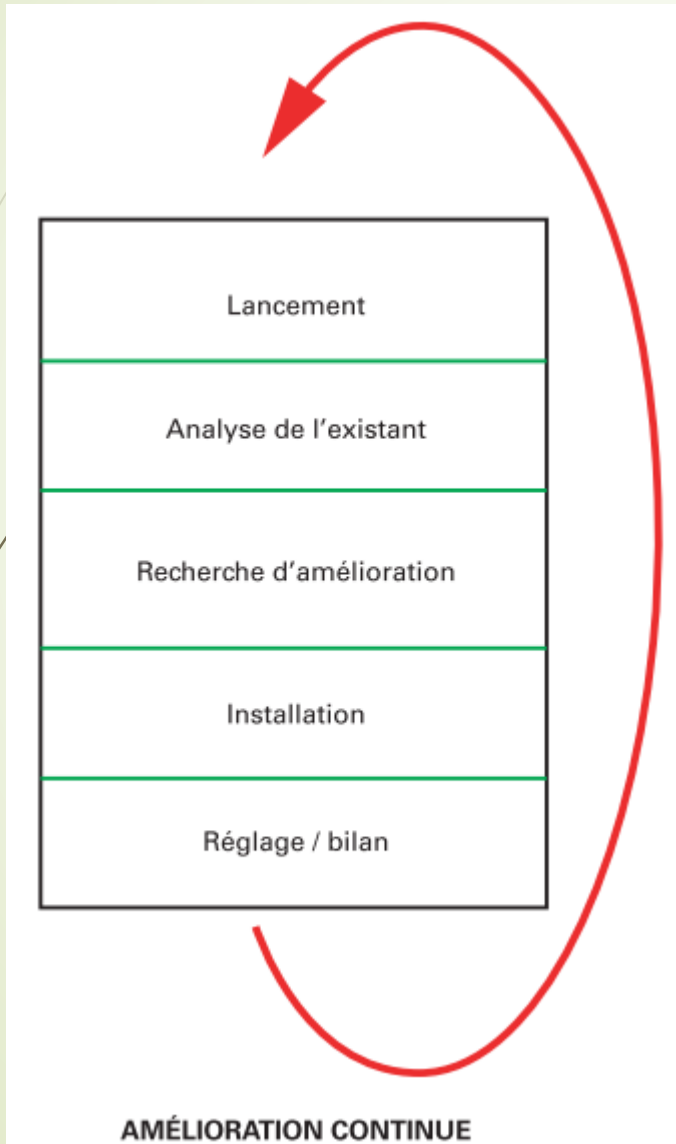 Lancement
Analyse de l'existant
Recherche d'amélioration
Installation
Réglage / bilan
AMÉLIORATION CONTINUE